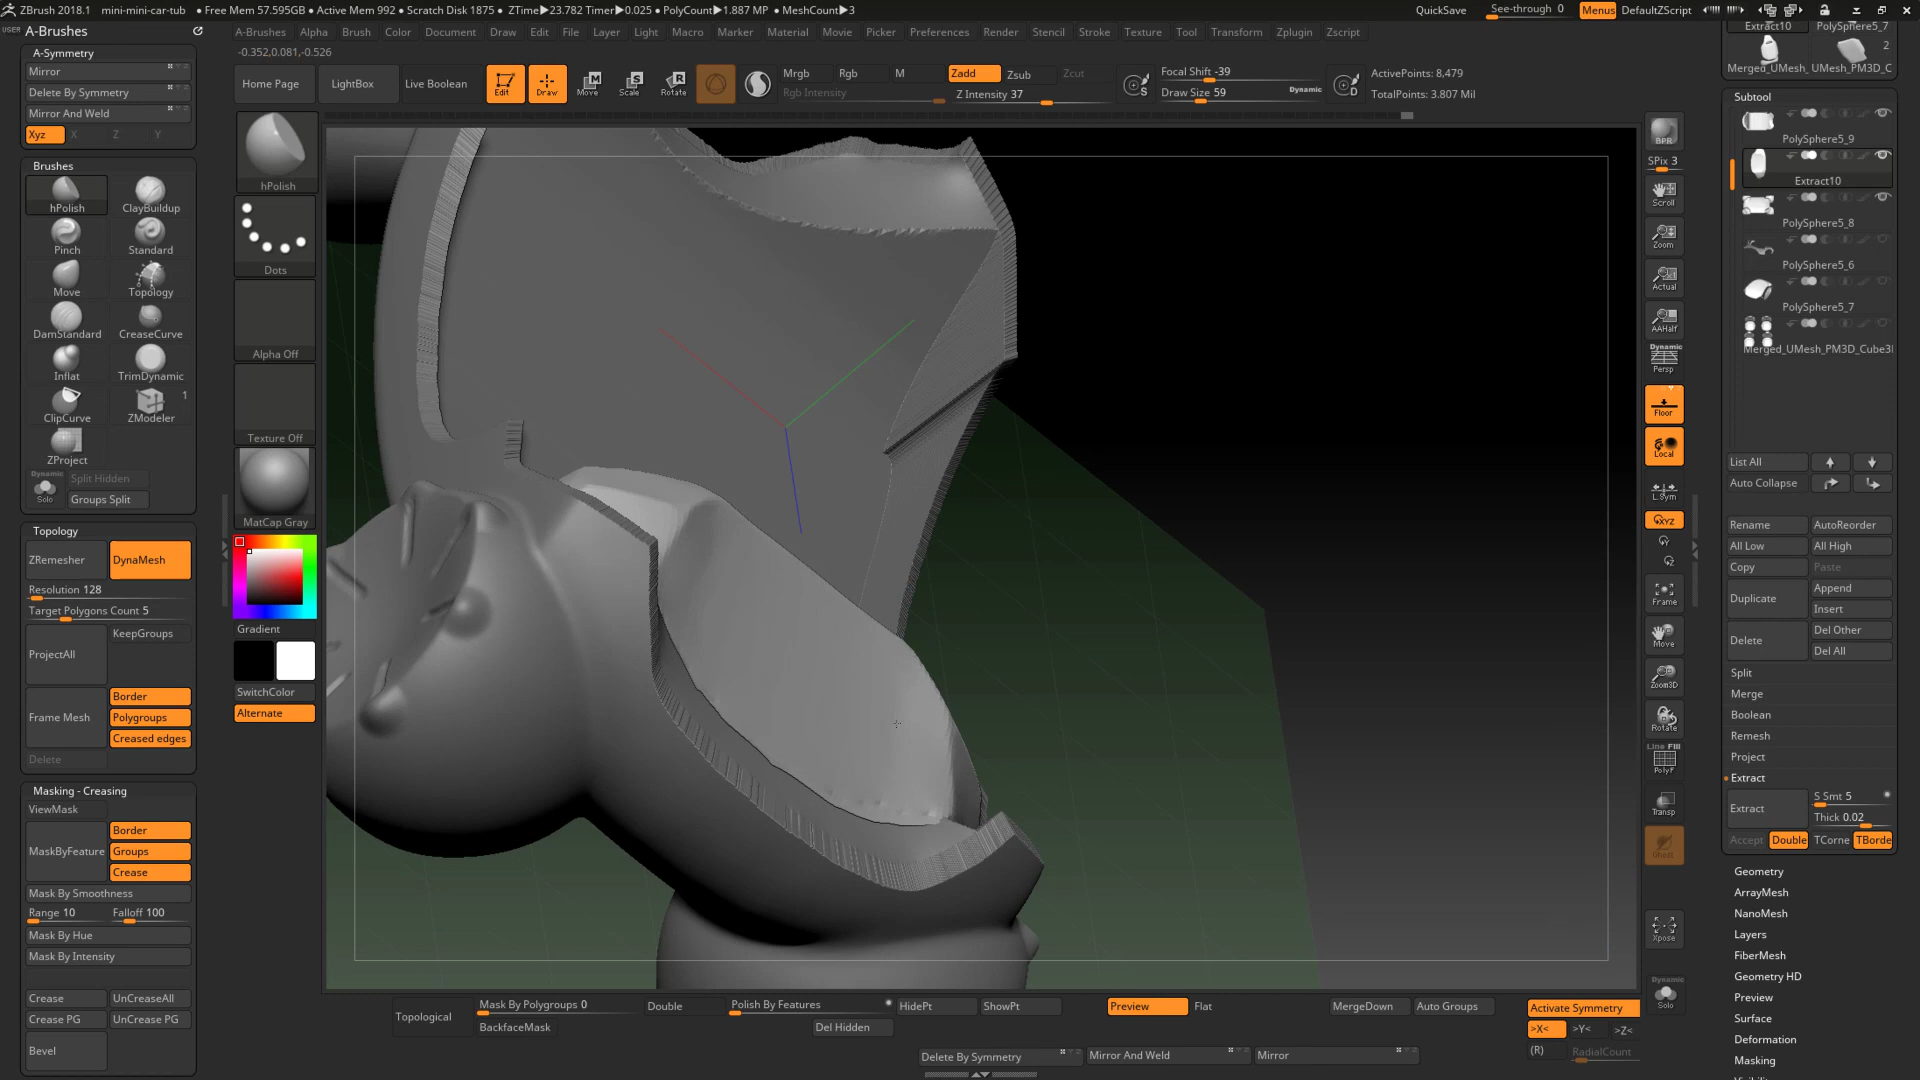 ZBrush 2018.1 mini-mini-car-tub • Free Mem 57.595GB • Active Mem 992 • Scratch Disk 1875 • ZTime▶23.782 Timer▶0.025 • PolyCount▶1.887 MP • MeshCount▶3 QuickSave See-through 0 Menus DefaultZScript
A-Brushes
A-Brushes Alpha Brush Color Document Draw Edit File Layer Light Macro Marker Material Movie Picker Preferences Render Stencil Stroke Texture Tool Transform Zplugin Zscript
-0.352,0.081,-0.526
Home Page LightBox Live Boolean Edit Draw Move Scale Rotate
Mrgb Rgb M Zadd Zsub Zcut
Rgb Intensity Z Intensity 37
Focal Shift -39
Draw Size 59 Dynamic
ActivePoints: 8,479
TotalPoints: 3.807 Mil
A-Symmetry
Mirror
Delete By Symmetry
Mirror And Weld
Xyz X Z Y
Brushes
hPolish ClayBuildup
Pinch Standard
Move Topology
DamStandard CreaseCurve
Inflat TrimDynamic
ClipCurve ZModeler 1
ZProject
Dynamic
Solo
Split Hidden
Groups Split
Topology
ZRemesher DynaMesh
Resolution 128
Target Polygons Count 5
KeepGroups
ProjectAll
Frame Mesh
Border
Polygroups
Creased edges
Delete
Masking - Creasing
ViewMask
MaskByFeature
Border
Groups
Crease
Mask By Smoothness
Range 10 Falloff 100
Mask By Hue
Mask By Intensity
Crease UnCreaseAll
Crease PG UnCrease PG
Bevel
hPolish
Dots
Alpha Off
Texture Off
MatCap Gray
Gradient
SwitchColor
Alternate
BPR
SPix 3
Scroll
Zoom
Actual
AAHalf
Dynamic
Persp
Floor
Local
L.Sym
XYZ
Frame
Move
Zoom3D
Rotate
Line Fill
PolyF
Transp
Ghost
Xpose
Dynamic
Solo
Extract10 PolySphere5_7
2
Merged_UMesh_ UMesh_PM3D_C
Subtool
PolySphere5_9
Extract10
PolySphere5_8
PolySphere5_6
PolySphere5_7
Merged_UMesh_PM3D_Cube3
List All
Auto Collapse
Rename AutoReorder
All Low All High
Copy Paste
Duplicate Append
Insert
Delete Del Other
Del All
Split
Merge
Boolean
Remesh
Project
Extract
Extract S Smt 5
Thick 0.02
Accept Double TCorne TBorde
Geometry
ArrayMesh
NanoMesh
Layers
FiberMesh
Geometry HD
Preview
Surface
Deformation
Masking
Topological
Mask By Polygroups 0 Double Polish By Features HidePt ShowPt Preview Flat MergeDown Auto Groups Activate Symmetry
BackfaceMask Del Hidden >X< >Y< >Z<
Delete By Symmetry Mirror And Weld Mirror (R) RadialCount